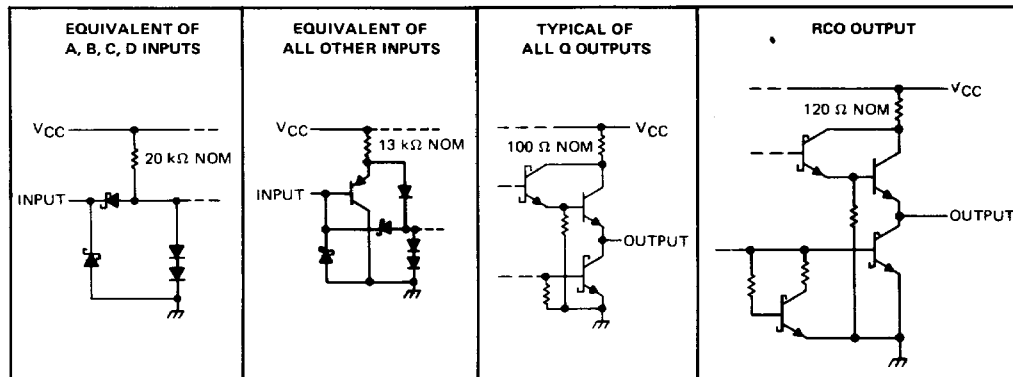 EQUIVALENT OF
A, B, C, D INPUTS
VCC
20 kΩ NOM
INPUT
EQUIVALENT OF
ALL OTHER INPUTS
VCC
13 kΩ NOM
INPUT
TYPICAL OF
ALL Q OUTPUTS
VCC
100 Ω NOM
OUTPUT
RCO OUTPUT
VCC
120 Ω NOM
OUTPUT